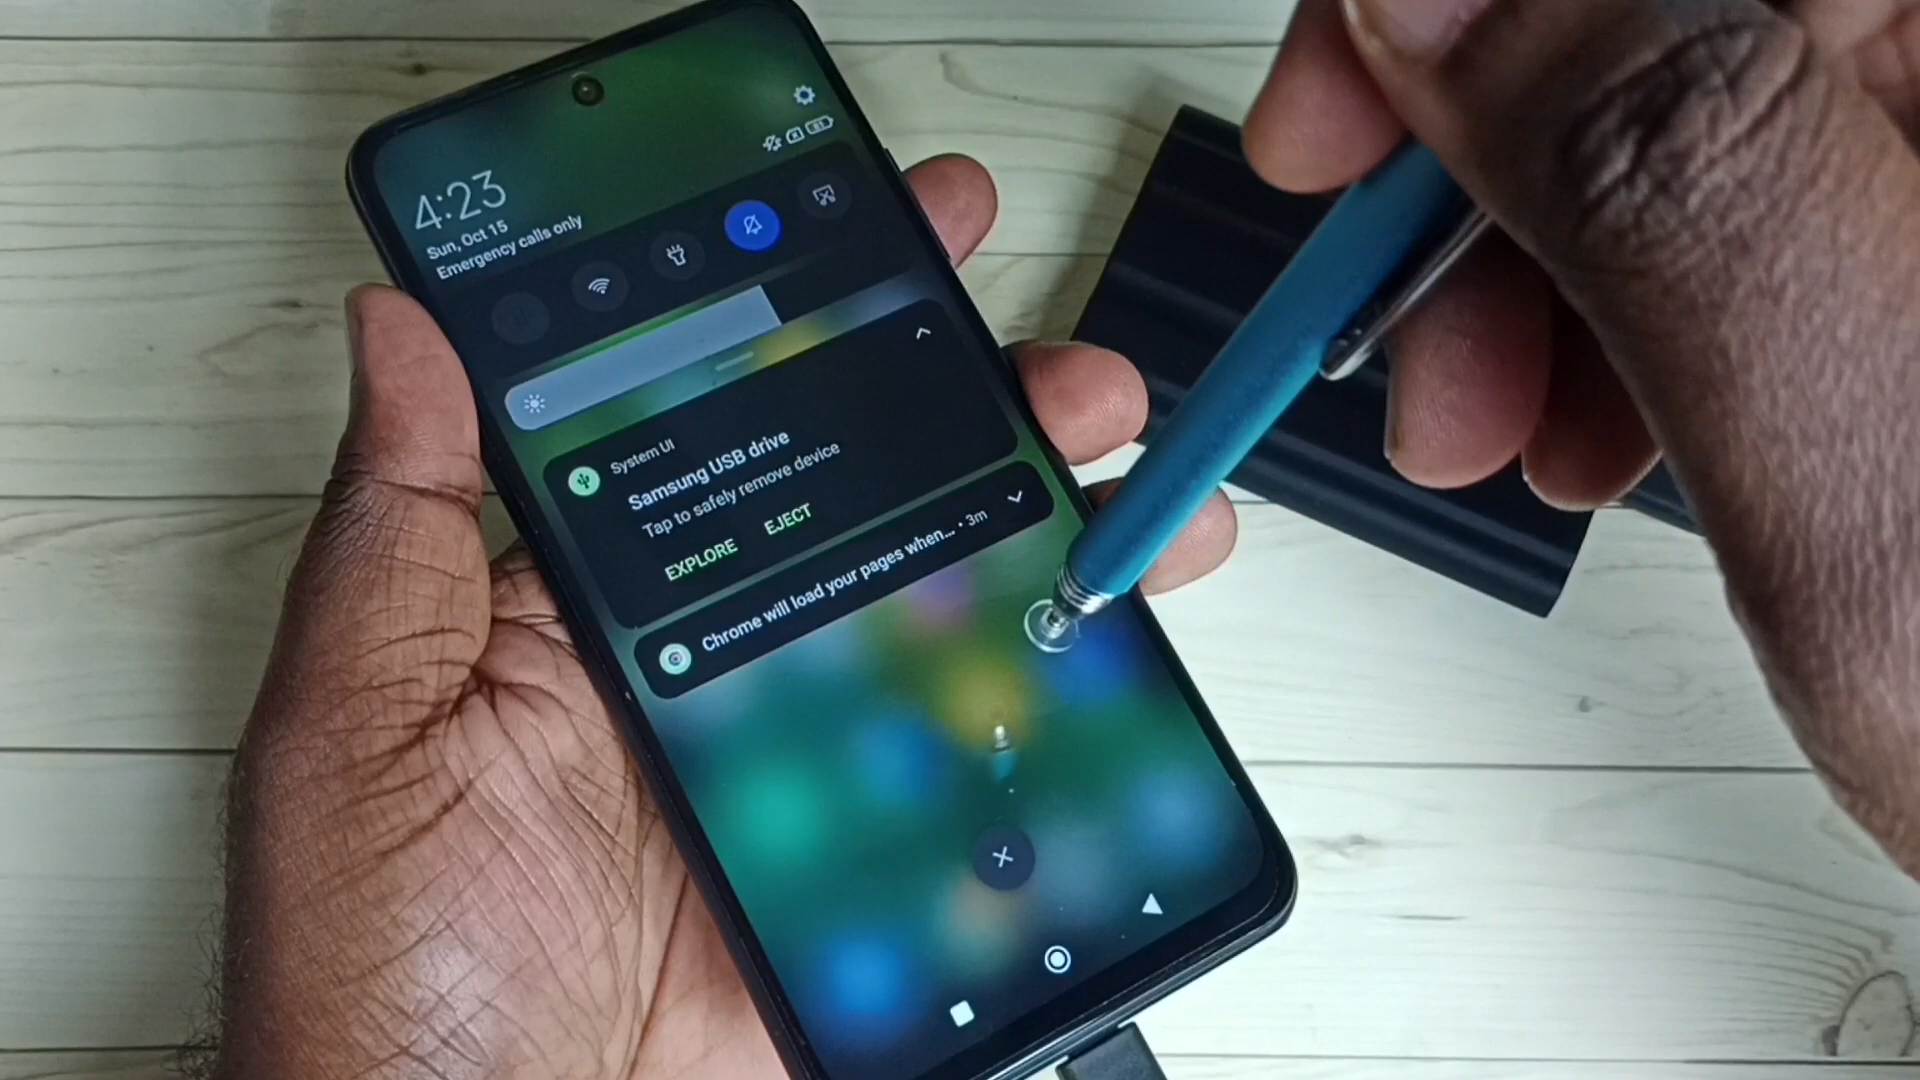 4:23
Sun, Oct 15
Emergency calls only
System UI
Samsung USB drive
Tap to safely remove device
EXPLORE EJECT
Chrome will load your pages when... • 3m